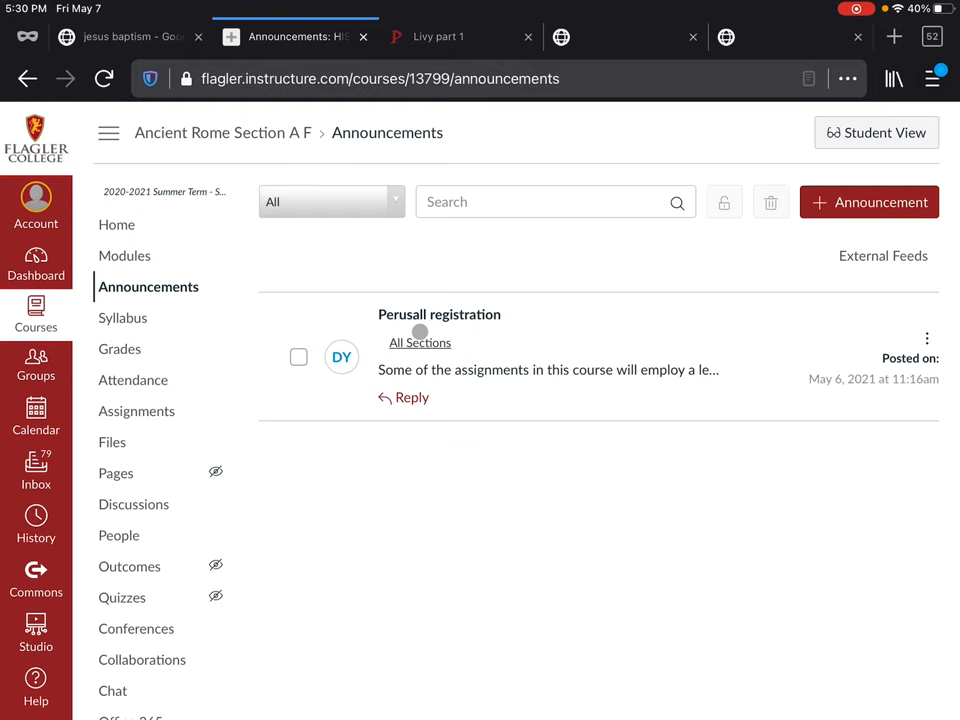 5:30 PM Fri May 7
40%
jesus baptism - Goo
Announcements: HIS
Livy part 1
52
flagler.instructure.com/courses/13799/announcements
FLAGLER
COLLEGE
Ancient Rome Section A F > Announcements
Student View
2020-2021 Summer Term - S...
All
Search
+ Announcement
External Feeds
Account
Dashboard
Courses
Groups
Calendar
79
Inbox
History
Commons
Studio
Help
Home
Modules
Announcements
Syllabus
Grades
Attendance
Assignments
Files
Pages
Discussions
People
Outcomes
Quizzes
Conferences
Collaborations
Chat
Office 365
Perusall registration
All Sections
DY
Some of the assignments in this course will employ a le...
Reply
Posted on:
May 6, 2021 at 11:16am